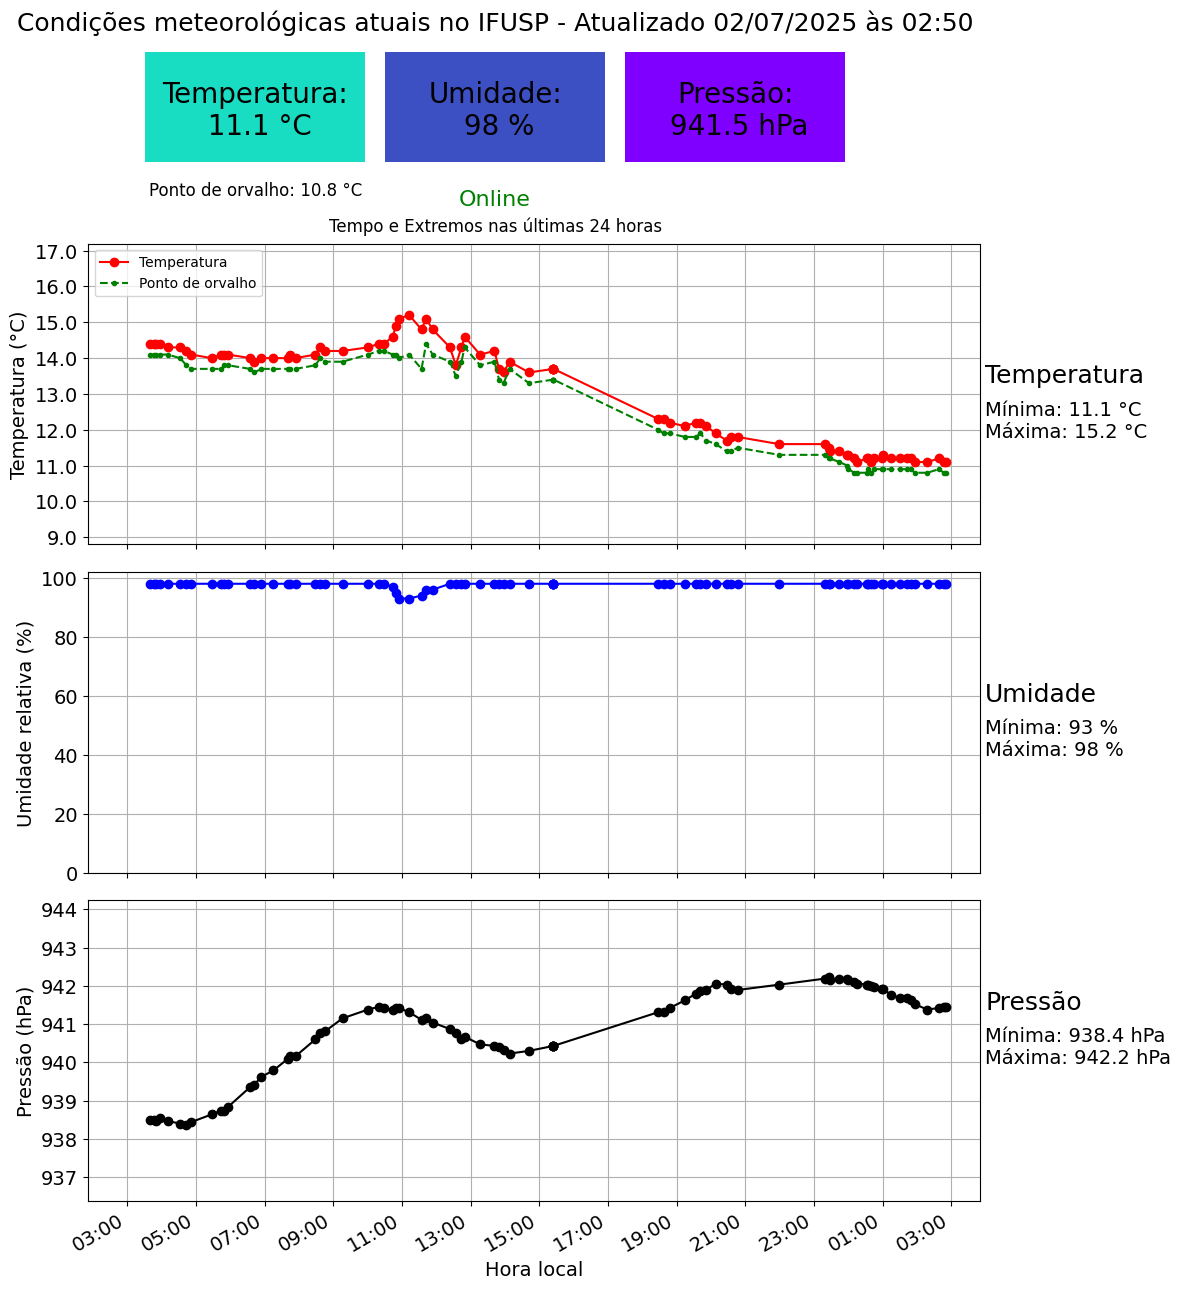 Condições meteorológicas atuais no IFUSP - Atualizado 02/07/2025 às 02:50
Temperatura:
11.1 °C
Umidade:
98 %
Pressão:
941.5 hPa
Ponto de orvalho: 10.8 °C
Online
Tempo e Extremos nas últimas 24 horas
17.0
16.0
15.0
14.0
13.0
12.0
11.0
10.0
9.0
Temperatura (°C)
Temperatura
Ponto de orvalho
Temperatura
Mínima: 11.1 °C
Máxima: 15.2 °C
100
80
60
40
20
0
Umidade relativa (%)
Umidade
Mínima: 93 %
Máxima: 98 %
944
943
942
941
940
939
938
937
Pressão (hPa)
Pressão
Mínima: 938.4 hPa
Máxima: 942.2 hPa
03:00
05:00
07:00
09:00
11:00
13:00
15:00
17:00
19:00
21:00
23:00
01:00
03:00
Hora local